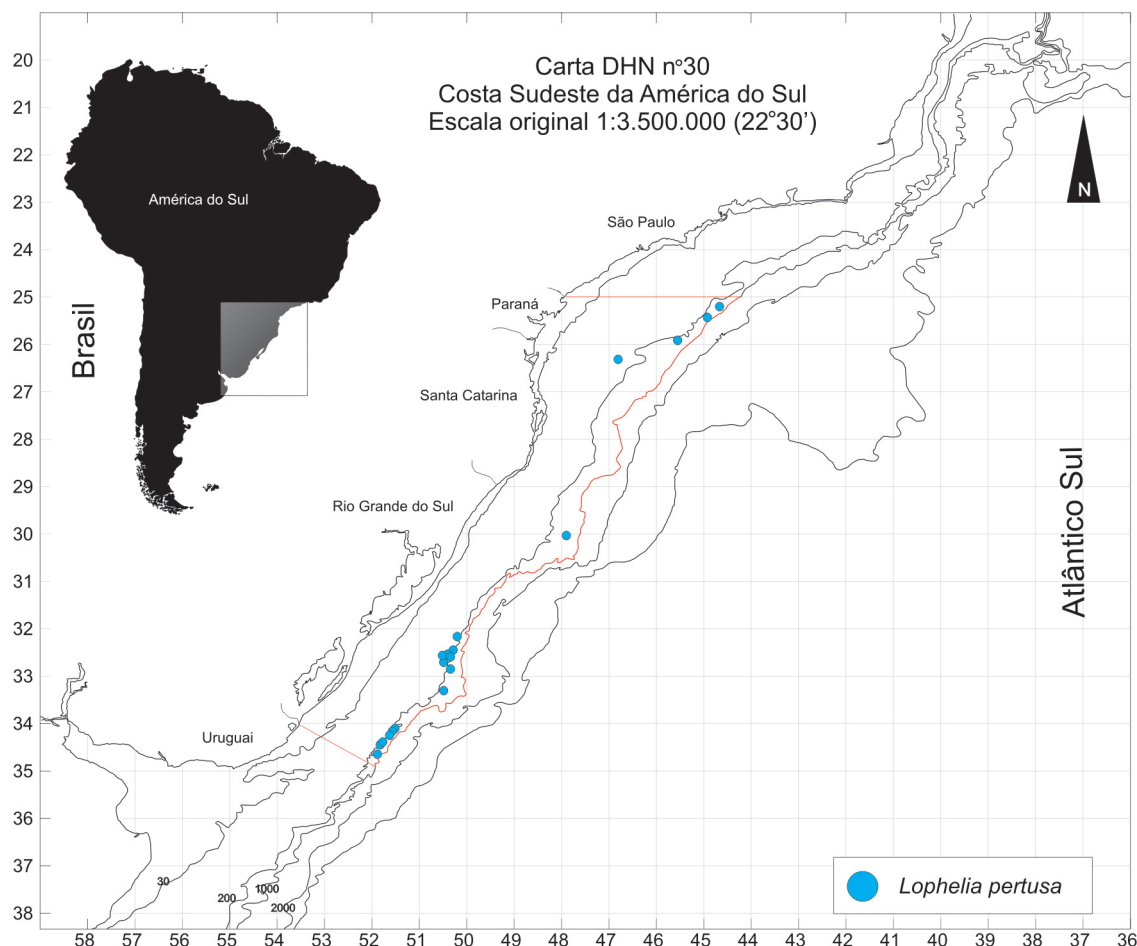 Carta DHN nº30
Costa Sudeste da América do Sul
Escala original 1:3.500.000 (22°30')
América do Sul
Brasil
N
São Paulo
Paraná
Santa Catarina
Rio Grande do Sul
Uruguai
Atlântico Sul
30
200
1000
2000
Lophelia pertusa
20
21
22
23
24
25
26
27
28
29
30
31
32
33
34
35
36
37
38
58 57 56 55 54 53 52 51 50 49 48 47 46 45 44 43 42 41 40 39 38 37 36